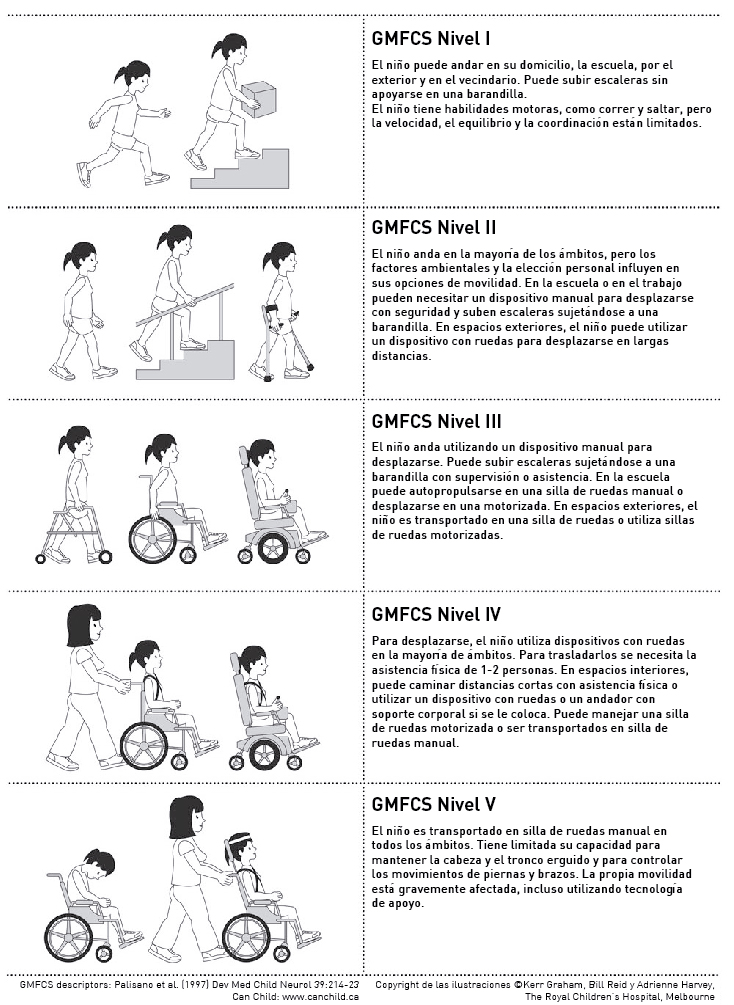 GMFCS Nivel I
El niño puede andar en su domicilio, la escuela, por el
exterior y en el vecindario. Puede subir escaleras sin
apoyarse en una barandilla.
El niño tiene habilidades motoras, como correr y saltar, pero
la velocidad, el equilibrio y la coordinación están limitados.
GMFCS Nivel II
El niño anda en la mayoría de los ámbitos, pero los
factores ambientales y la elección personal influyen en
sus opciones de movilidad. En la escuela o en el trabajo
pueden necesitar un dispositivo manual para desplazarse
con seguridad y suben escaleras sujetándose a una
barandilla. En espacios exteriores, el niño puede utilizar
un dispositivo con ruedas para desplazarse en largas
distancias.
GMFCS Nivel III
El niño anda utilizando un dispositivo manual para
desplazarse. Puede subir escaleras sujetándose a una
barandilla con supervisión o asistencia. En la escuela
puede autopropulsarse en una silla de ruedas manual o
desplazarse en una motorizada. En espacios exteriores, el
niño es transportado en una silla de ruedas o utiliza sillas
de ruedas motorizadas.
GMFCS Nivel IV
Para desplazarse, el niño utiliza dispositivos con ruedas
en la mayoría de ámbitos. Para trasladarlos se necesita la
asistencia física de 1-2 personas. En espacios interiores,
puede caminar distancias cortas con asistencia física o
utilizar un dispositivo con ruedas o un andador con
soporte corporal si se le coloca. Puede manejar una silla
de ruedas motorizada o ser transportados en silla de
ruedas manual.
GMFCS Nivel V
El niño es transportado en silla de ruedas manual en
todos los ámbitos. Tiene limitada su capacidad para
mantener la cabeza y el tronco erguido y para controlar
los movimientos de piernas y brazos. La propia movilidad
está gravemente afectada, incluso utilizando tecnología
de apoyo.
GMFCS descriptors: Palisano et al. (1997) Dev Med Child Neurol 39:214-23
Can Child: www.canchild.ca
Copyright de las ilustraciones ©Kerr Graham, Bill Reid y Adrienne Harvey,
The Royal Children's Hospital, Melbourne